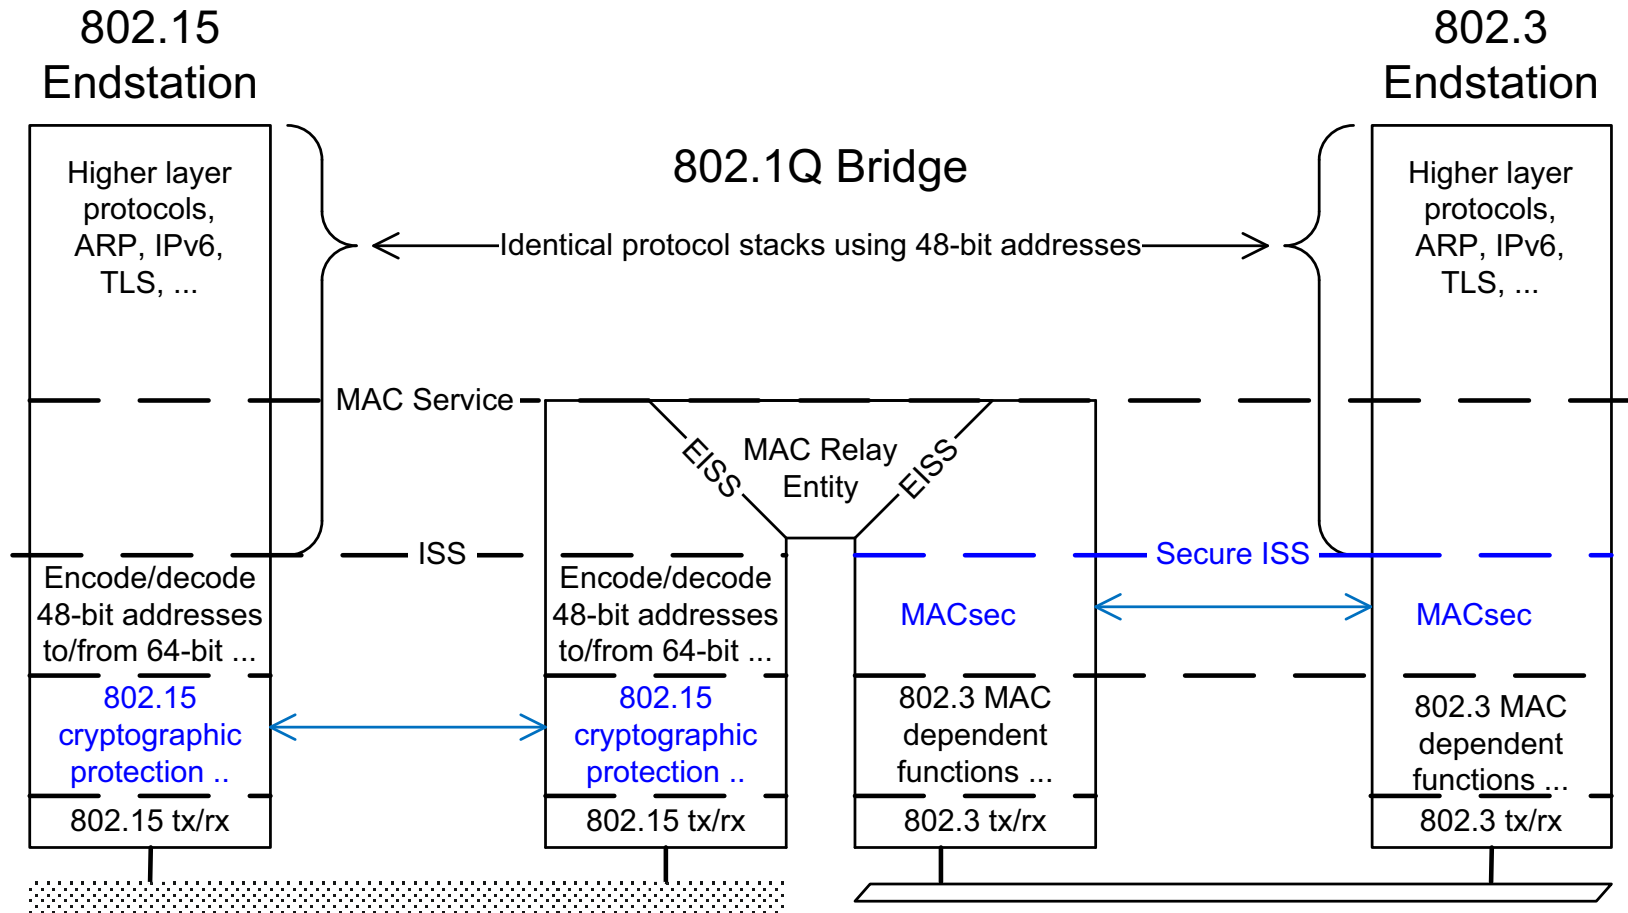 802.15
Endstation
802.3
Endstation
802.1Q Bridge
Higher layer
protocols,
ARP, IPv6,
TLS, ...
Identical protocol stacks using 48-bit addresses
Higher layer
protocols,
ARP, IPv6,
TLS, ...
MAC Service
EISS
MAC Relay
Entity
EISS
ISS
Secure ISS
Encode/decode
48-bit addresses
to/from 64-bit ...
Encode/decode
48-bit addresses
to/from 64-bit ...
MACsec
MACsec
802.15
cryptographic
protection ..
802.15
cryptographic
protection ..
802.3 MAC
dependent
functions ...
802.3 MAC
dependent
functions ...
802.15 tx/rx
802.15 tx/rx
802.3 tx/rx
802.3 tx/rx